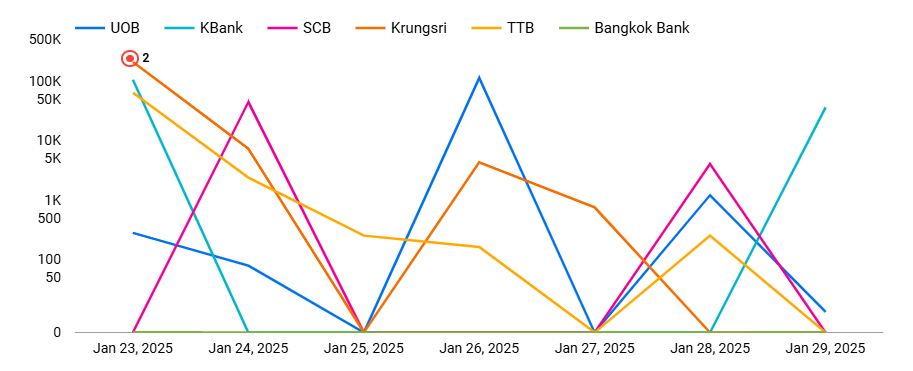 UOB KBank SCB Krungsri TTB Bangkok Bank
500K
2
100K
50K
10K
5K
1K
500
100
50
0
Jan 23, 2025 Jan 24, 2025 Jan 25, 2025 Jan 26, 2025 Jan 27, 2025 Jan 28, 2025 Jan 29, 2025